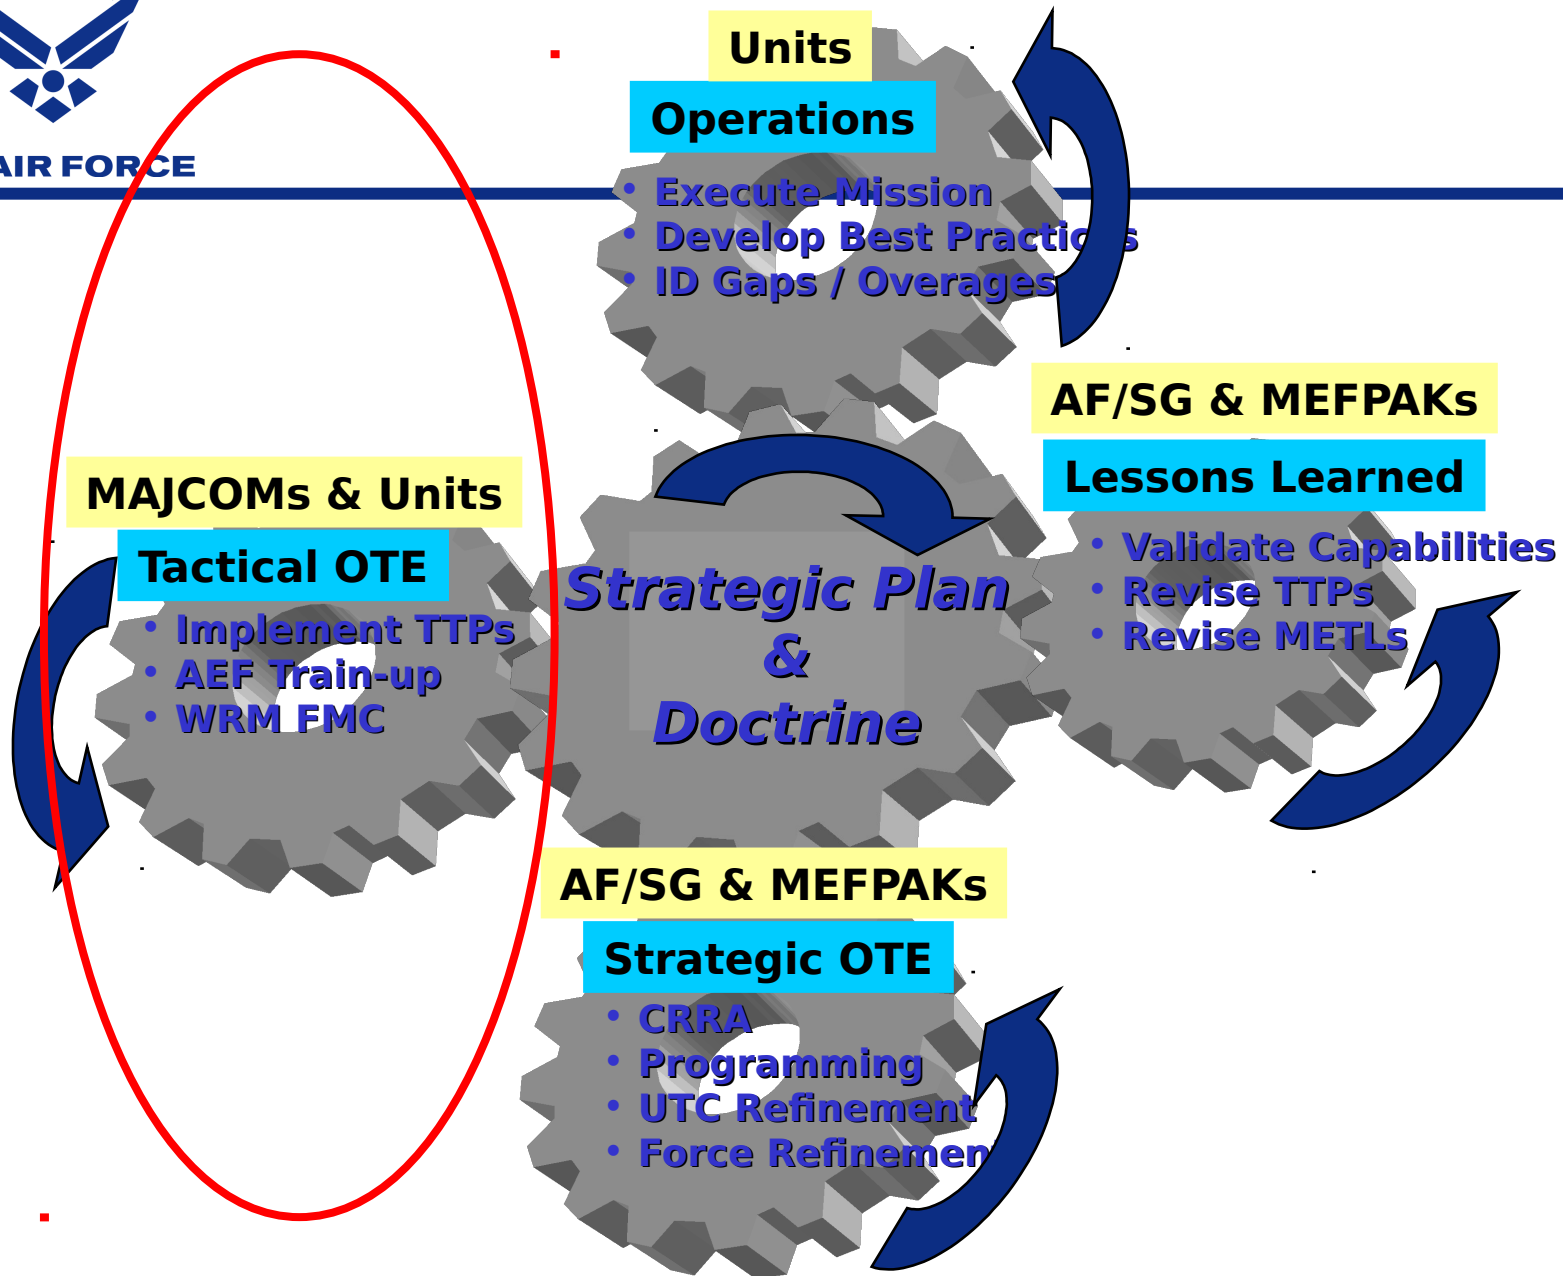 AIR FORCE
Units
Operations
• Execute Mission
• Develop Best Practices
• ID Gaps / Overages
AF/SG & MEFPAKs
Lessons Learned
• Validate Capabilities
• Revise TTPs
• Revise METLs
MAJCOMs & Units
Tactical OTE
• Implement TTPs
• AEF Train-up
• WRM FMC
Strategic Plan
&
Doctrine
AF/SG & MEFPAKs
Strategic OTE
• CRRA
• Programming
• UTC Refinement
• Force Refinement